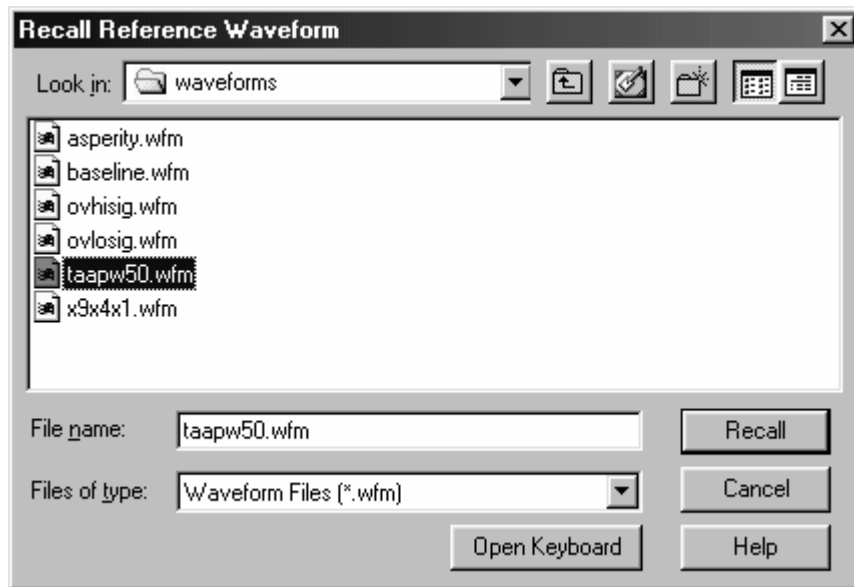 Recall Reference Waveform
Look in: waveforms
asperity.wfm
baseline.wfm
ovhisig.wfm
ovlosig.wfm
taapw50.wfm
x9x4x1.wfm
File name: taapw50.wfm Recall
Files of type: Waveform Files (*.wfm) Cancel
Open Keyboard Help